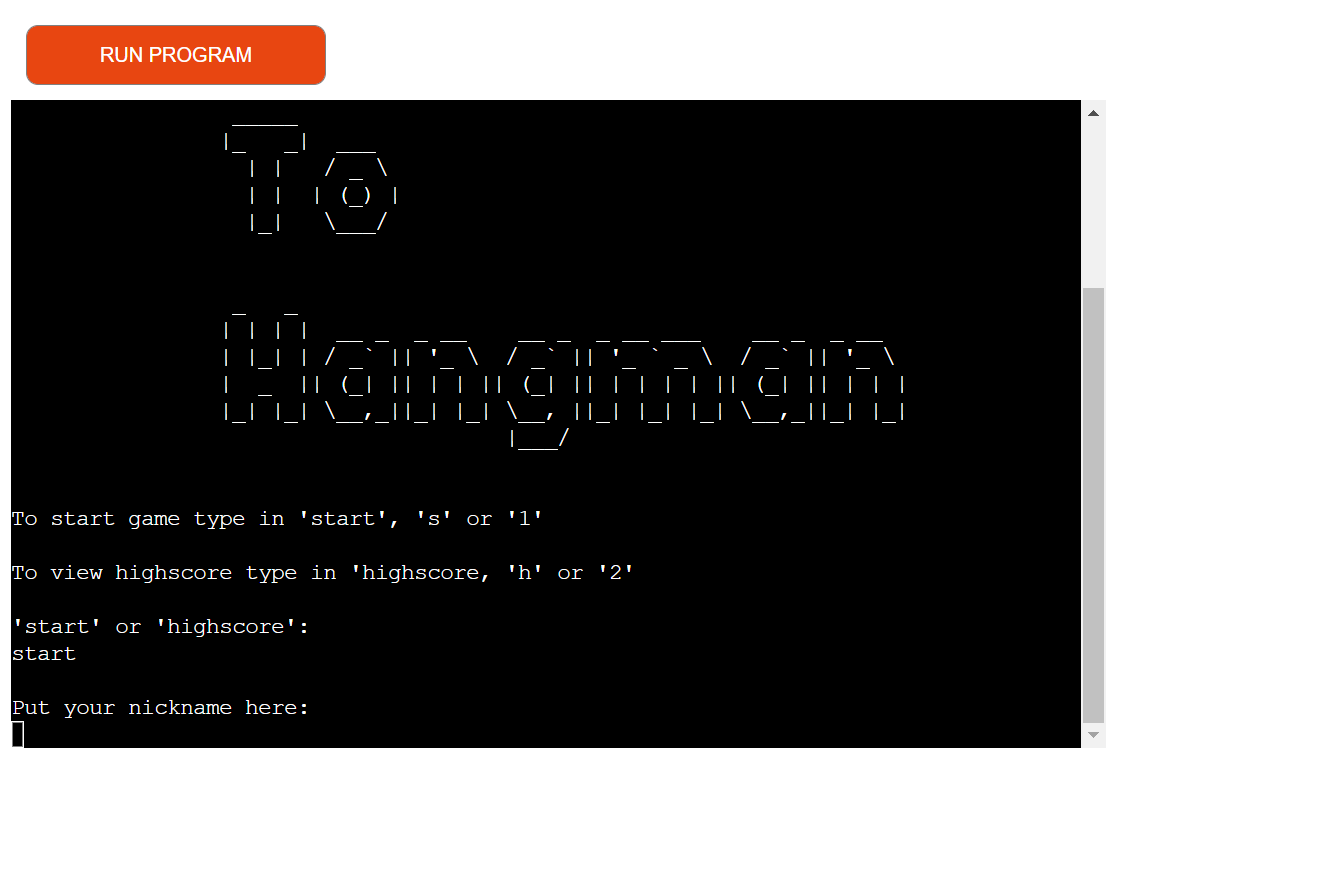 RUN PROGRAM
To
Hangman
To start game type in 'start', 's' or '1'
To view highscore type in 'highscore, 'h' or '2'
'start' or 'highscore':
start
Put your nickname here: